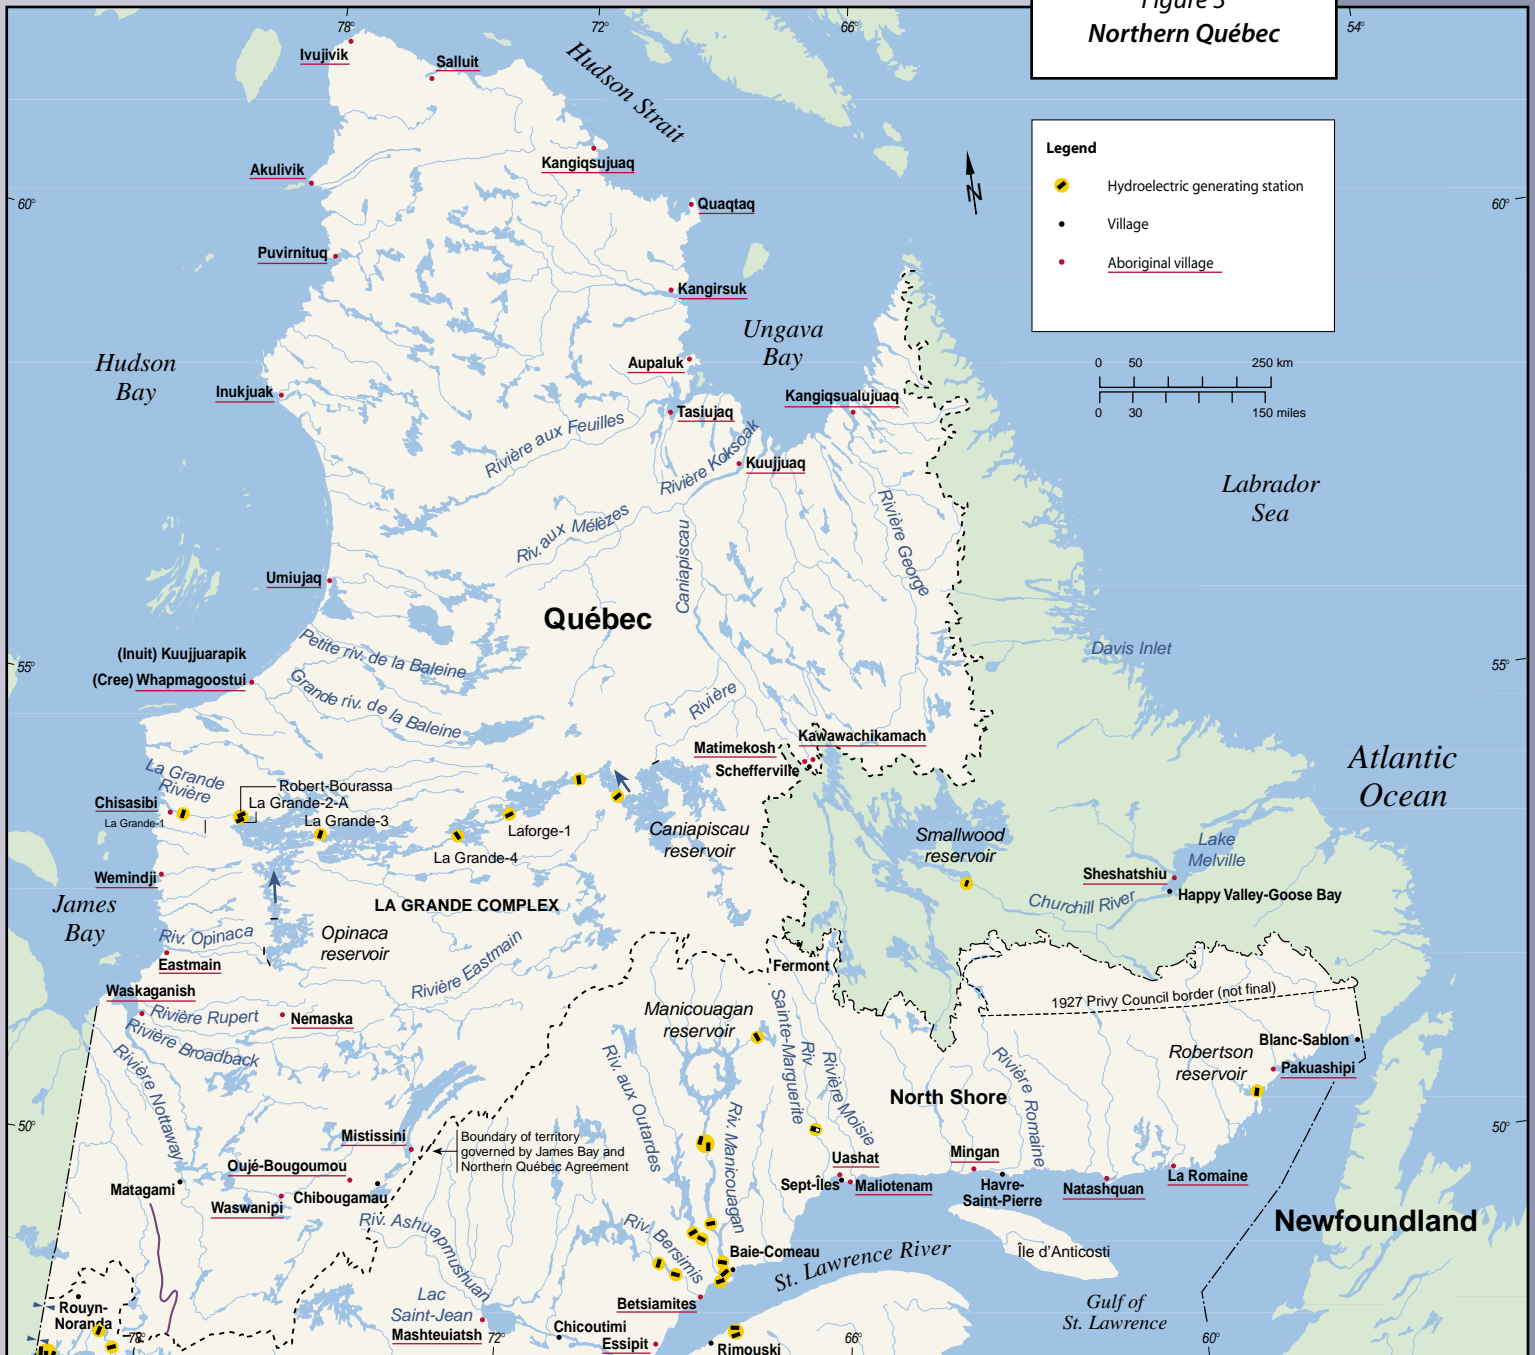 78°
72°
66°
54°
Figure 5
Northern Québec
Ivujivik
Salluit
Hudson Strait
Kangiqsujuaq
Akulivik
Quaqtaq
60°
60°
Puvirnituq
Kangirsuk
Legend
Hydroelectric generating station
Village
Aboriginal village
Ungava
Bay
Hudson
Bay
Aupaluk
0 50 250 km
0 30 150 miles
Inukjuak
Kangiqsualujuaq
Tasiujaq
Rivière aux Feuilles
Rivière Koksoak
Kuujjuaq
Labrador
Sea
Riv. aux Mélèzes
Caniapiscau
Rivière George
Umiujaq
Québec
Petite riv. de la Baleine
Davis Inlet
(Inuit) Kuujjuarapik
(Cree) Whapmagoostui
55°
55°
Grande riv. de la Baleine
Rivière
Kawawachikamach
Matimekosh
Schefferville
Atlantic
Ocean
La Grande
Rivière
Robert-Bourassa
La Grande-2-A
La Grande-3
Chisasibi
La Grande-1
Laforge-1
La Grande-4
Caniapiscau
reservoir
Smallwood
reservoir
Lake
Melville
Sheshatshiu
Happy Valley-Goose Bay
Churchill River
Wemindji
James
Bay
LA GRANDE COMPLEX
Riv. Opinaca
Opinaca
reservoir
Eastmain
Rivière Eastmain
Fermont
Waskaganish
Rivière Rupert
Nemaska
Rivière Broadback
Manicouagan
reservoir
Riv Sainte-Marguerite
1927 Privy Council border (not final)
Blanc-Sablon
Robertson
reservoir
Pakuashipi
Rivière Nottaway
Riv. aux Outardes
Rivière Moisie
Rivière Romaine
North Shore
Riv. Manicouagan
50°
50°
Mistissini
Boundary of territory
governed by James Bay and
Northern Québec Agreement
Oujé-Bougoumou
Matagami
Chibougamau
Waswanipi
Uashat
Sept-Îles
Maliotenam
Mingan
Havre-
Saint-Pierre
Natashquan
La Romaine
Riv. Ashuapmushuan
Riv. Bersimis
Baie-Comeau
St. Lawrence River
Île d'Anticosti
Newfoundland
Lac
Saint-Jean
Betsiamites
Gulf of
St. Lawrence
Rouyn-
Noranda
78°
Mashteuiatsh
72°
Chicoutimi
Essipit
Rimouski
66°
60°